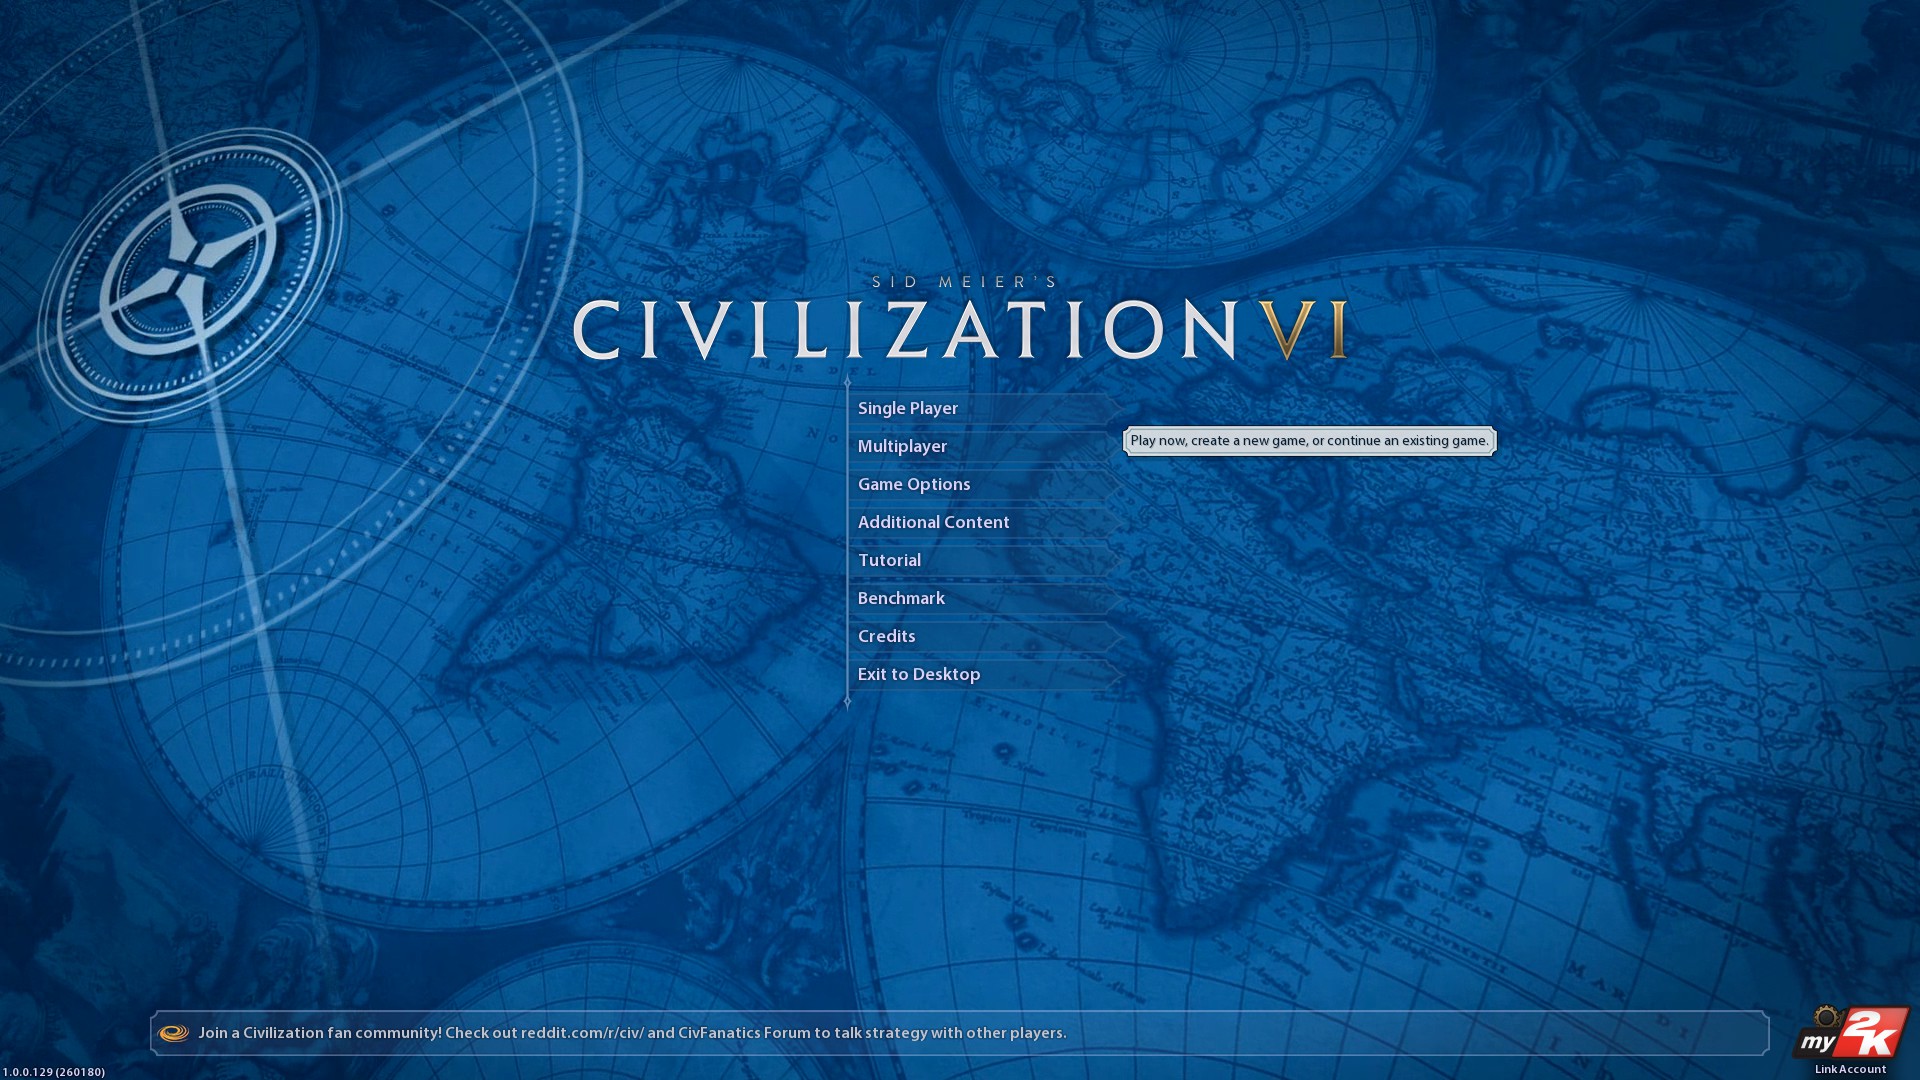 SID MEIER'S
CIVILIZATION VI
Single Player
Multiplayer
Play now, create a new game, or continue an existing game.
Game Options
Additional Content
Tutorial
Benchmark
Credits
Exit to Desktop
Join a Civilization fan community! Check out reddit.com/r/civ/ and CivFanatics Forum to talk strategy with other players.
my 2K
Link Account
1.0.0.129 (260180)